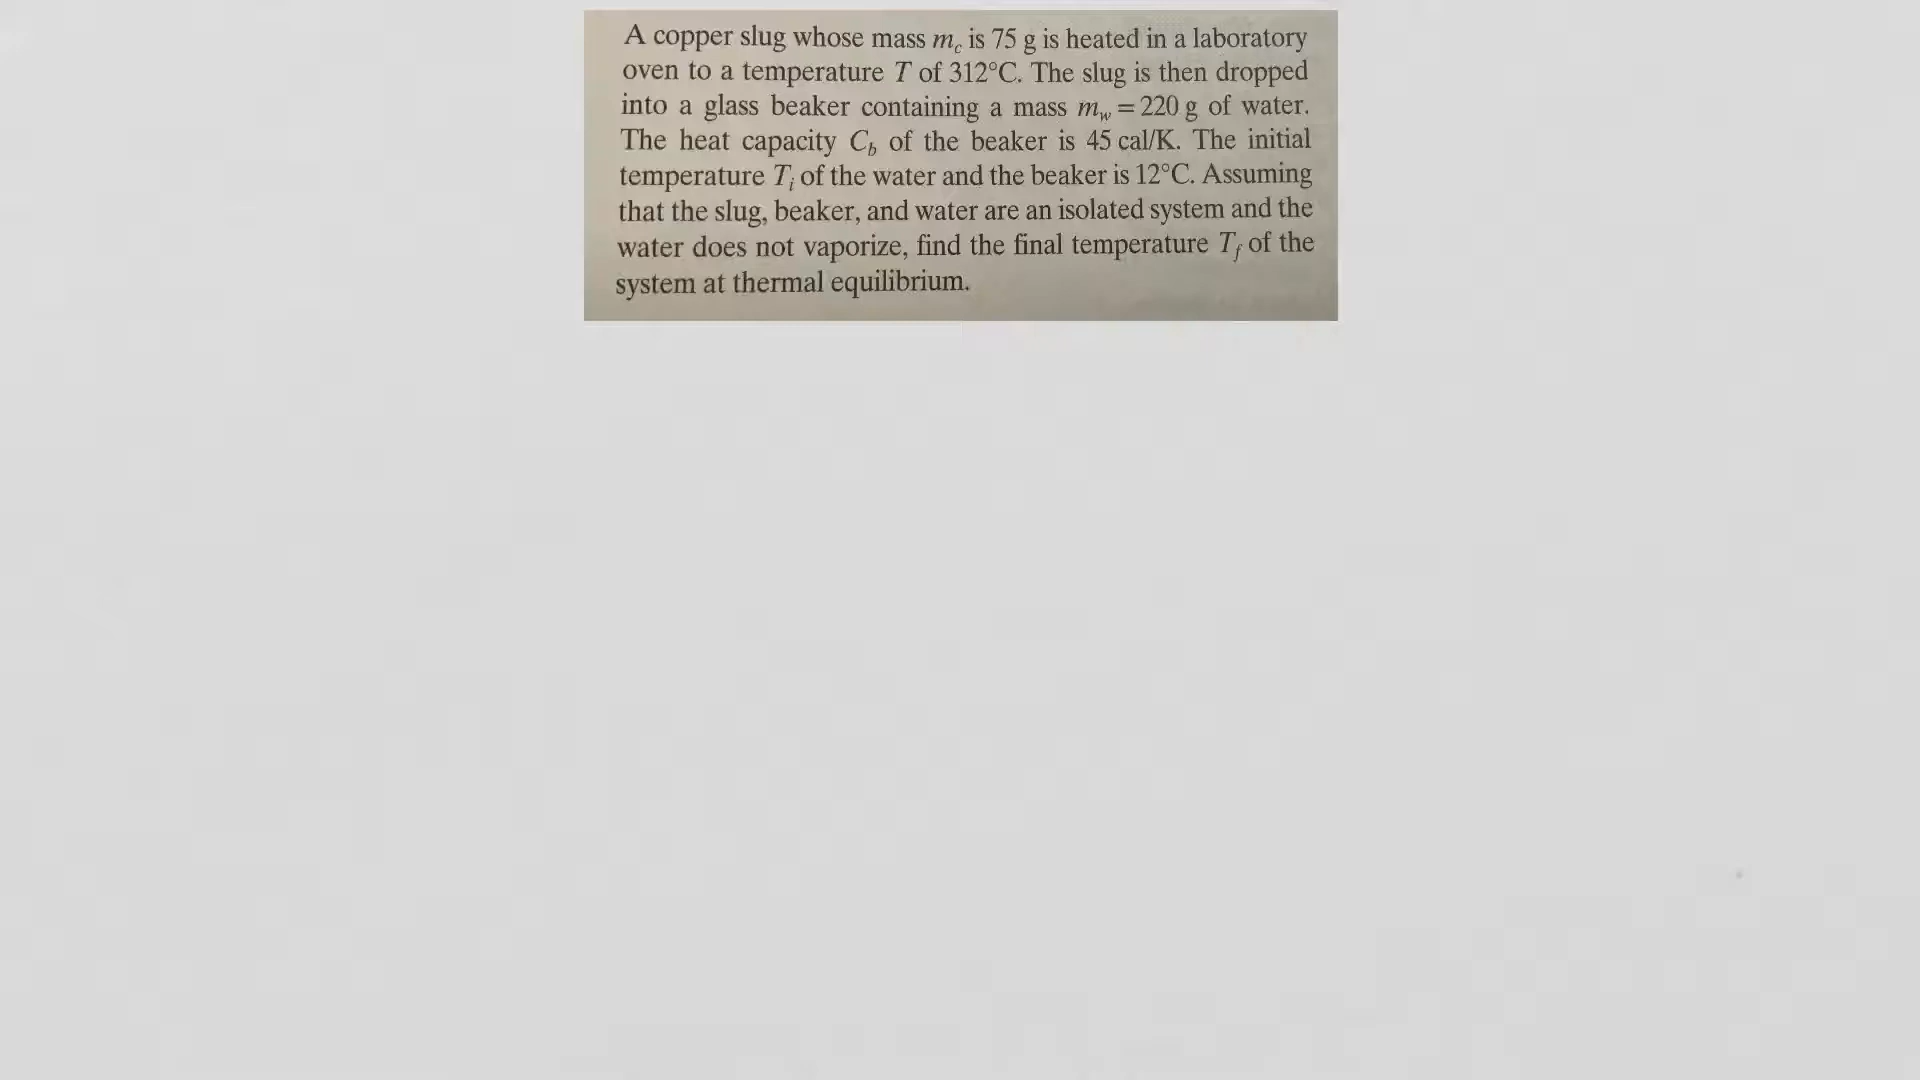 A copper slug whose mass m_c is 75 g is heated in a laboratory
oven to a temperature T of 312°C. The slug is then dropped
into a glass beaker containing a mass m_w = 220 g of water.
The heat capacity C_b of the beaker is 45 cal/K. The initial
temperature T_i of the water and the beaker is 12°C. Assuming
that the slug, beaker, and water are an isolated system and the
water does not vaporize, find the final temperature T_f of the
system at thermal equilibrium.